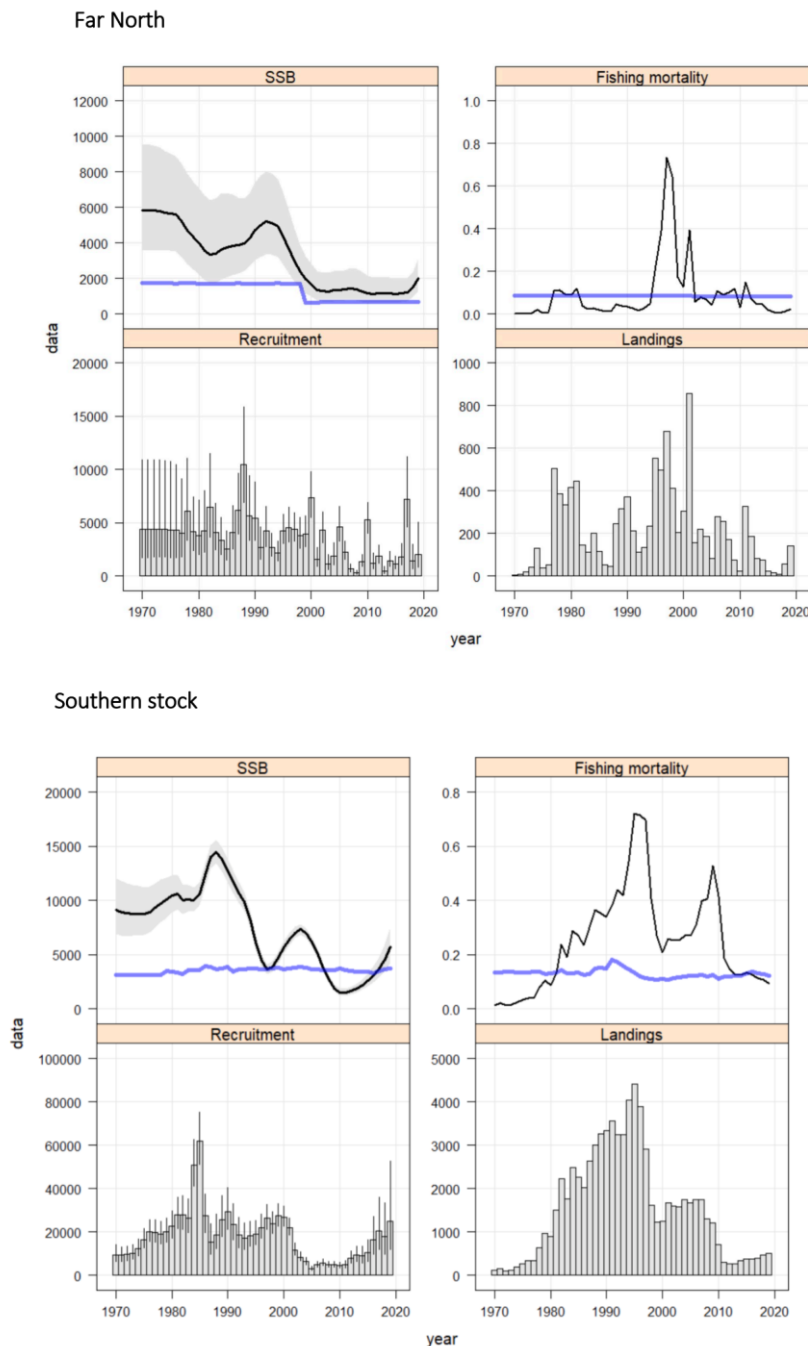 Far North
SSB
Fishing mortality
12000
10000
8000
6000
4000
2000
0
1.0
0.8
0.6
0.4
0.2
0.0
data
Recruitment
Landings
20000
15000
10000
5000
0
1000
800
600
400
200
0
1970 1980 1990 2000 2010 2020
1970 1980 1990 2000 2010 2020
year
Southern stock
SSB
Fishing mortality
20000
15000
10000
5000
0
0.8
0.6
0.4
0.2
0.0
data
Recruitment
Landings
100000
80000
60000
40000
20000
0
5000
4000
3000
2000
1000
0
1970 1980 1990 2000 2010 2020
1970 1980 1990 2000 2010 2020
year